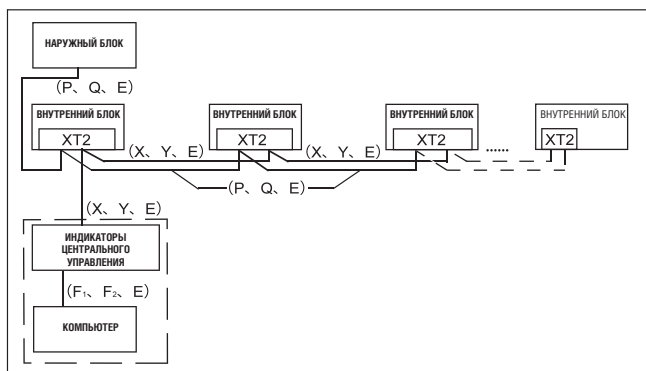 НАРУЖНЫЙ БЛОК
(P、Q、E)
ВНУТРЕННИЙ БЛОК
XT2
ВНУТРЕННИЙ БЛОК
XT2
ВНУТРЕННИЙ БЛОК
XT2
......
ВНУТРЕННИЙ БЛОК
XT2
(X、Y、E)
(X、Y、E)
(P、Q、E)
(X、Y、E)
ИНДИКАТОРЫ
ЦЕНТРАЛЬНОГО
УПРАВЛЕНИЯ
(F₁、F₂、E)
КОМПЬЮТЕР